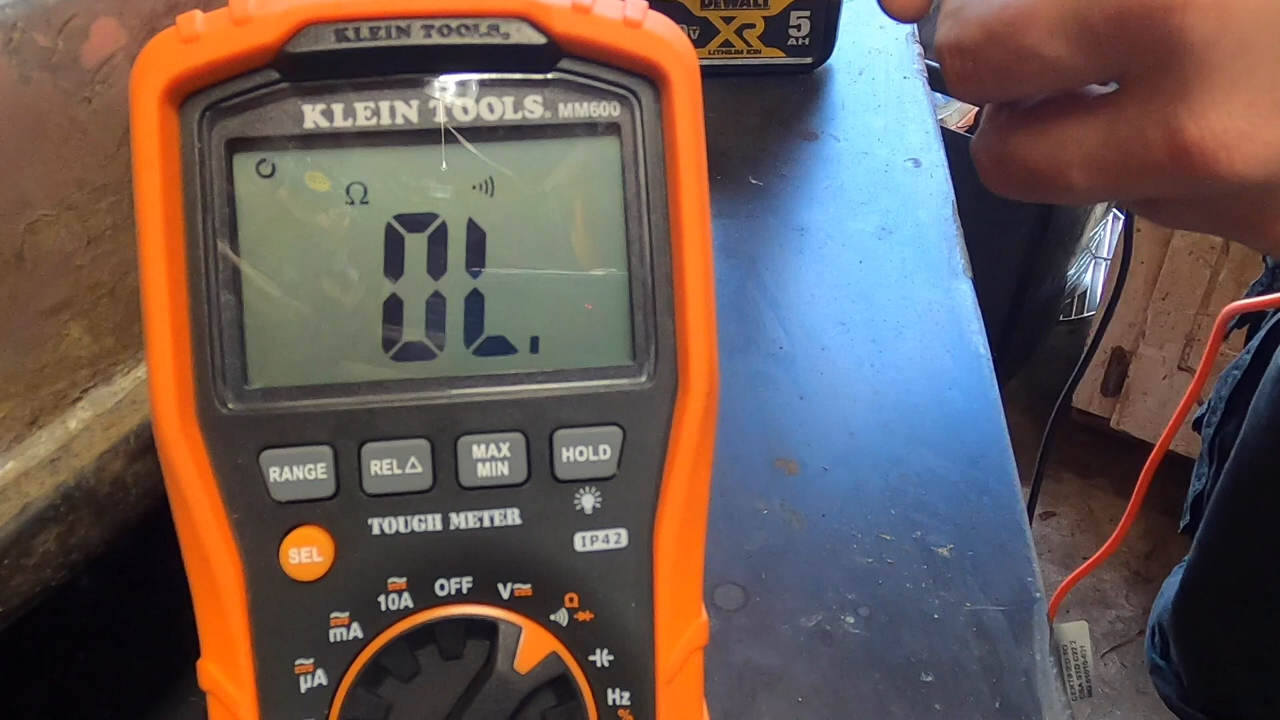 KLEIN TOOLS®
DEWALT
XR
LITHIUM ION
5
AH
KLEIN TOOLS® MM600
Ω
OL.
RANGE
REL△
MAX
MIN
HOLD
SEL
TOUGH METER
IP42
10A
OFF
V
Ω
mA
μA
Hz
%